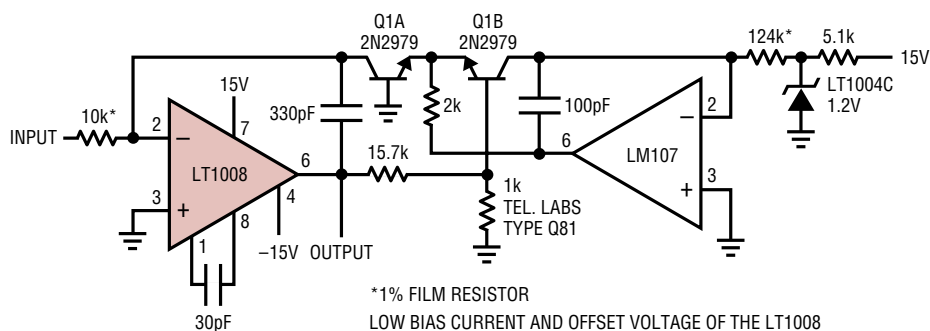 Q1A
2N2979
Q1B
2N2979
124k*
5.1k
15V
LT1004C
1.2V
330pF
2k
100pF
2
–
6
LM107
+
3
INPUT
10k*
15V
7
2
–
LT1008
6
15.7k
4
3
+
8
1
–15V
OUTPUT
1k
TEL. LABS
TYPE Q81
30pF
*1% FILM RESISTOR
LOW BIAS CURRENT AND OFFSET VOLTAGE OF THE LT1008